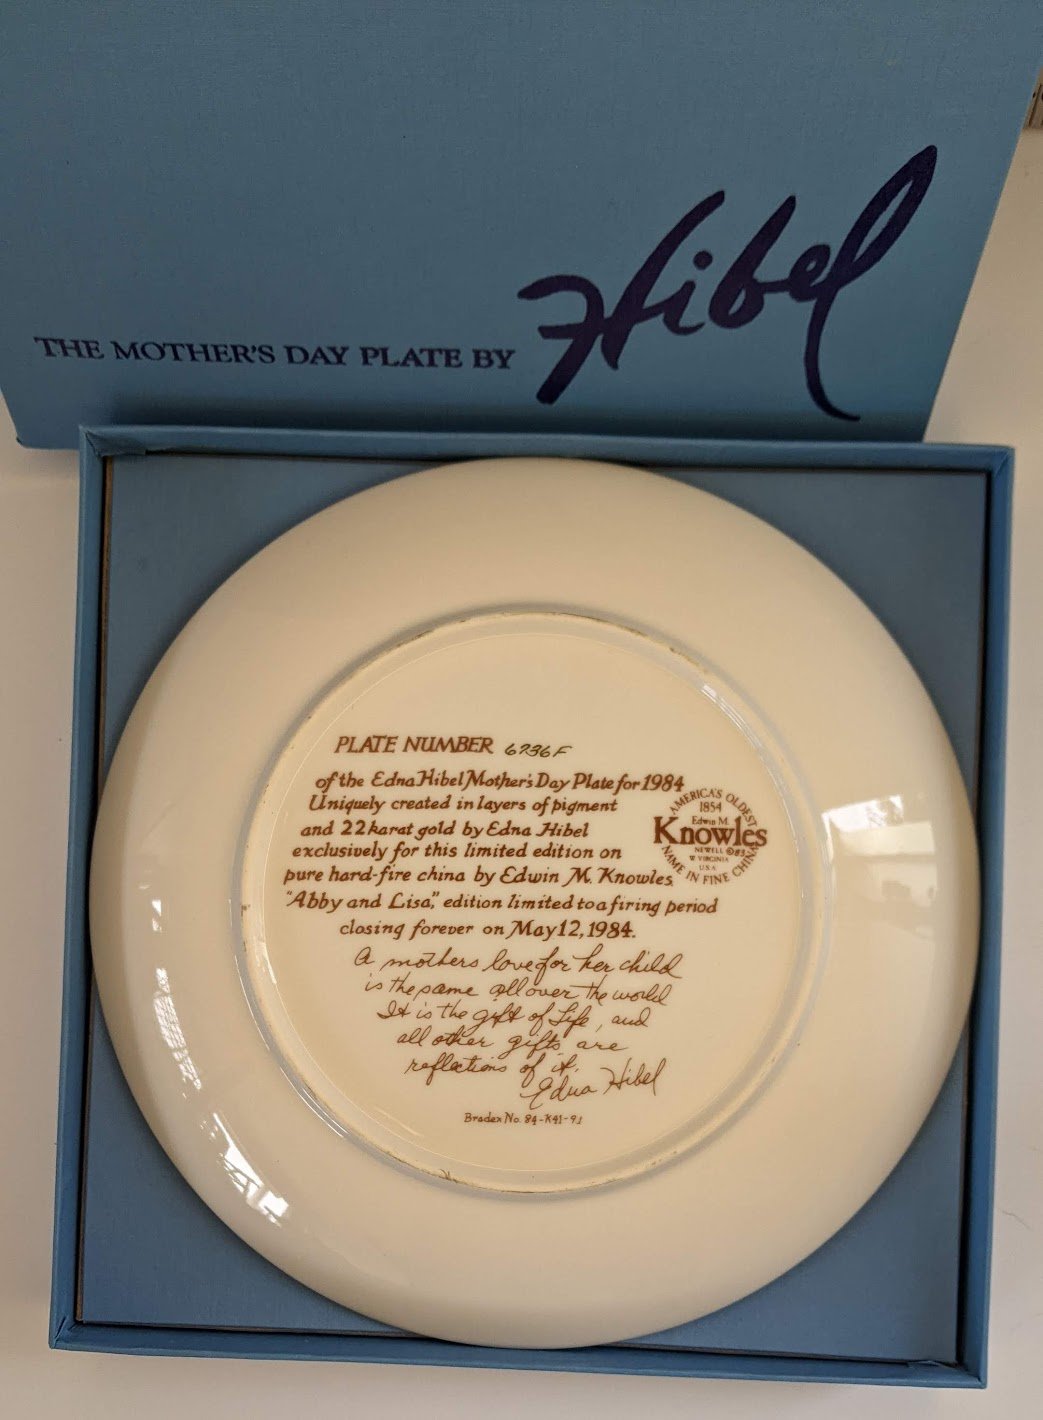 THE MOTHER'S DAY PLATE BY Hibel
PLATE NUMBER 6236F
of the Edna Hibel Mother's Day Plate for 1984
Uniquely created in layers of pigment
and 22 karat gold by Edna Hibel
exclusively for this limited edition on
pure hard-fire china by Edwin M. Knowles.
"Abby and Lisa," edition limited to a firing period
closing forever on May 12, 1984.
AMERICA'S OLDEST
1854
Edwin M.
Knowles
NEWELL ©83
W VIRGINIA
U.S.A.
NAME IN FINE CHINA
A mothers love for her child
is the same all over the world
It is the gift of Life, and
all other gifts are
reflections of it.
Edna Hibel
Bradex No. 84-K41-9.1